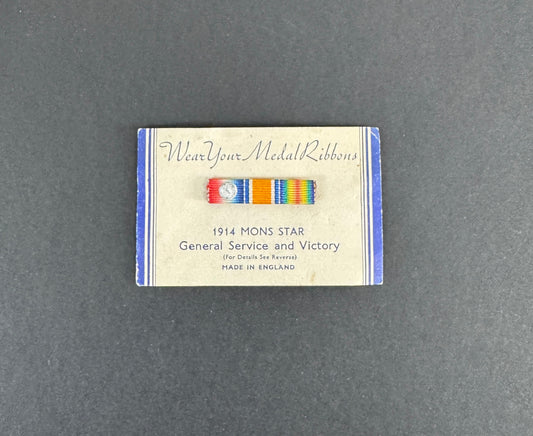 Wear Your Medal Ribbons
1914 MONS STAR
General Service and Victory
(For Details See Reverse)
MADE IN ENGLAND